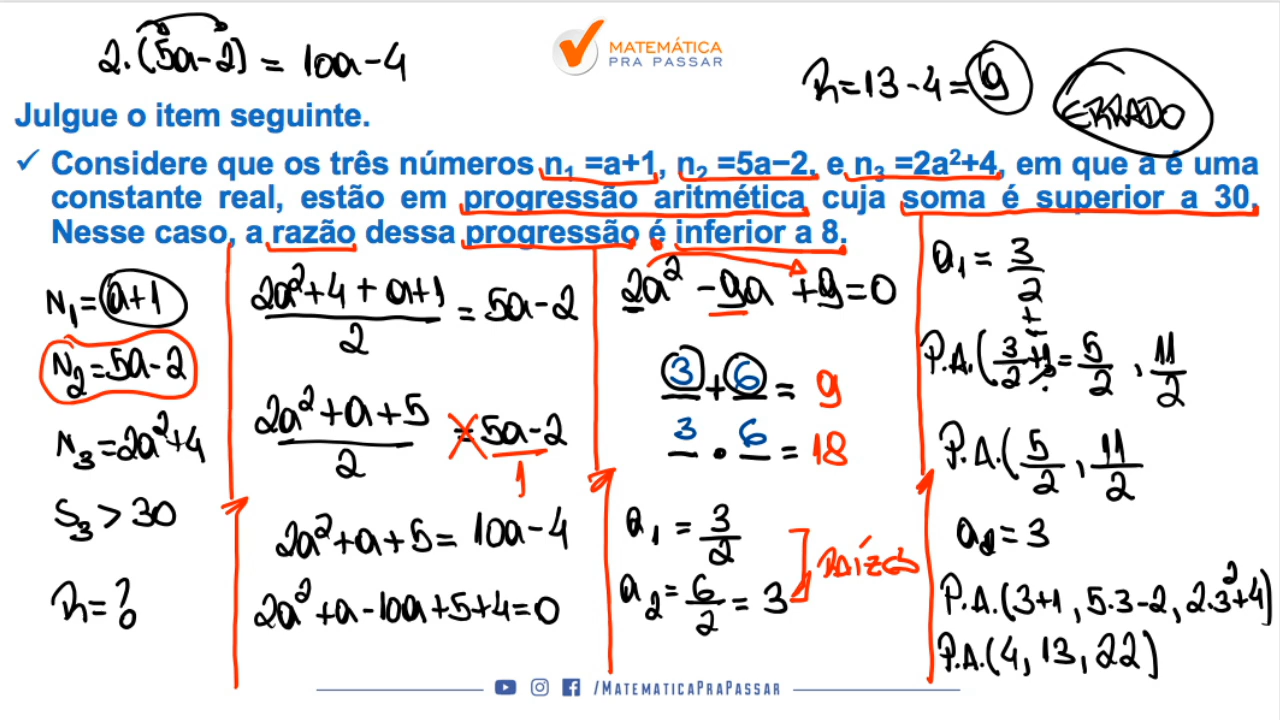 2.(5a-2) = 10a-4
MATEMÁTICA
PRA PASSAR
R=13-4=9
ERRADO
Julgue o item seguinte.
✓ Considere que os três números n₁ =a+1, n₂ =5a−2, e n₃ =2a²+4, em que a é uma
constante real, estão em progressão aritmética cuja soma é superior a 30.
Nesse caso, a razão dessa progressão é inferior a 8.
N₁=a+1
N₂=5a-2
N₃=2a²+4
S₃>30
R=?
2a²+4+a+1/2 = 5a-2
2a²+a+5/2 = 5a-2/1
2a²+a+5=10a-4
2a²+a-10a+5+4=0
2a²-9a+9=0
3+6=9
3.6=18
a₁=3/2
a₂=6/2=3
RAÍZES
a₁=3/2
P.A.(3/2+1=5/2, 11/2
P.A.(5/2, 11/2
a₂=3
P.A.(3+1, 5.3-2, 2.3²+4)
P.A.(4, 13, 22)
/MATEMATICAPRAPASSAR